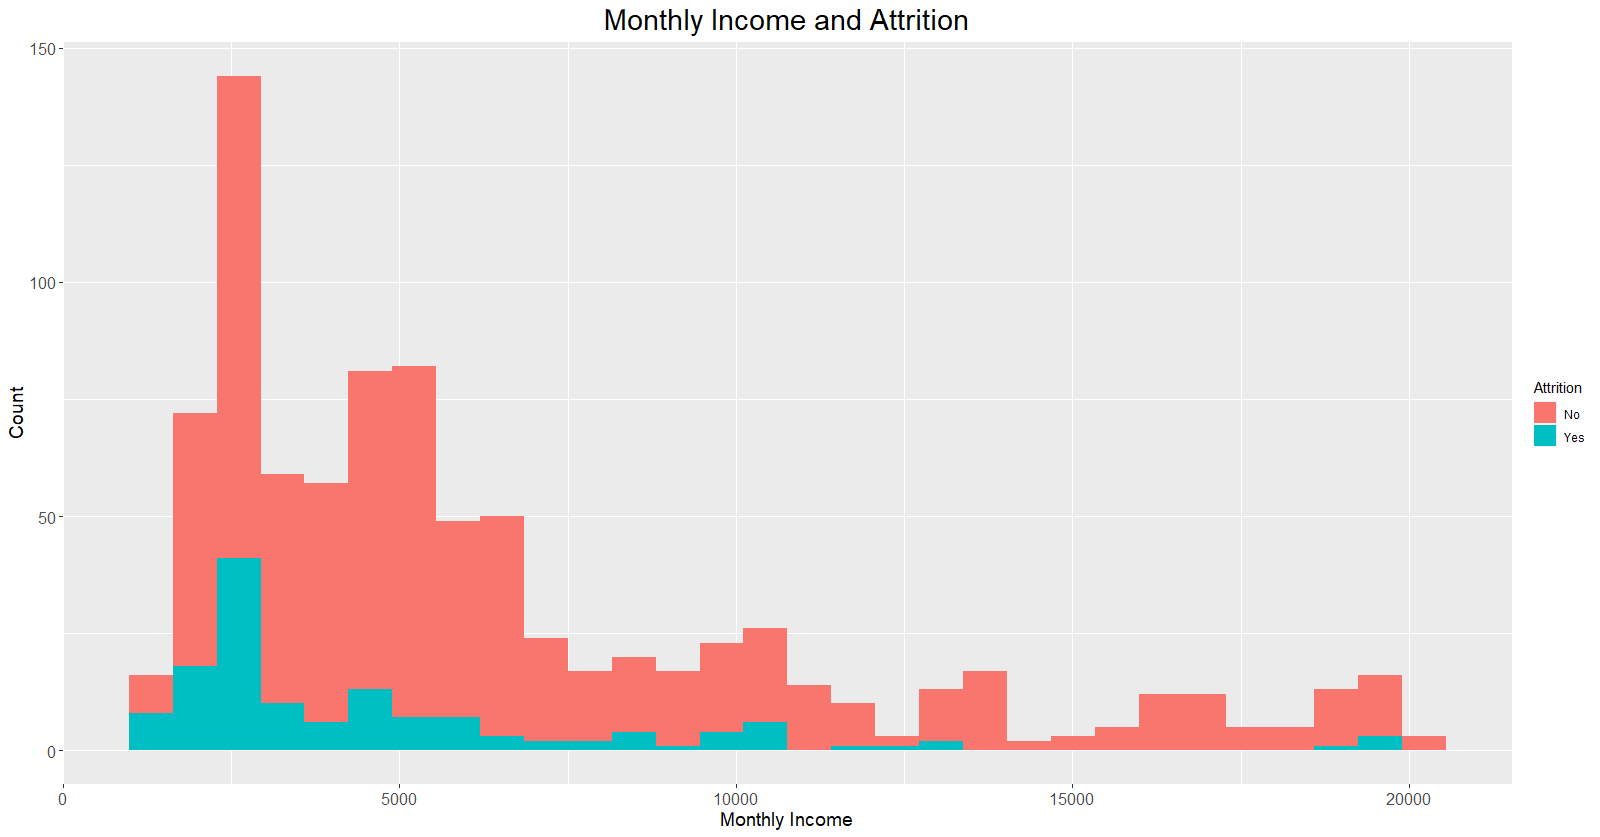 Monthly Income and Attrition
150
100
50
0
Count
0 5000 10000 15000 20000
Monthly Income
Attrition
No
Yes